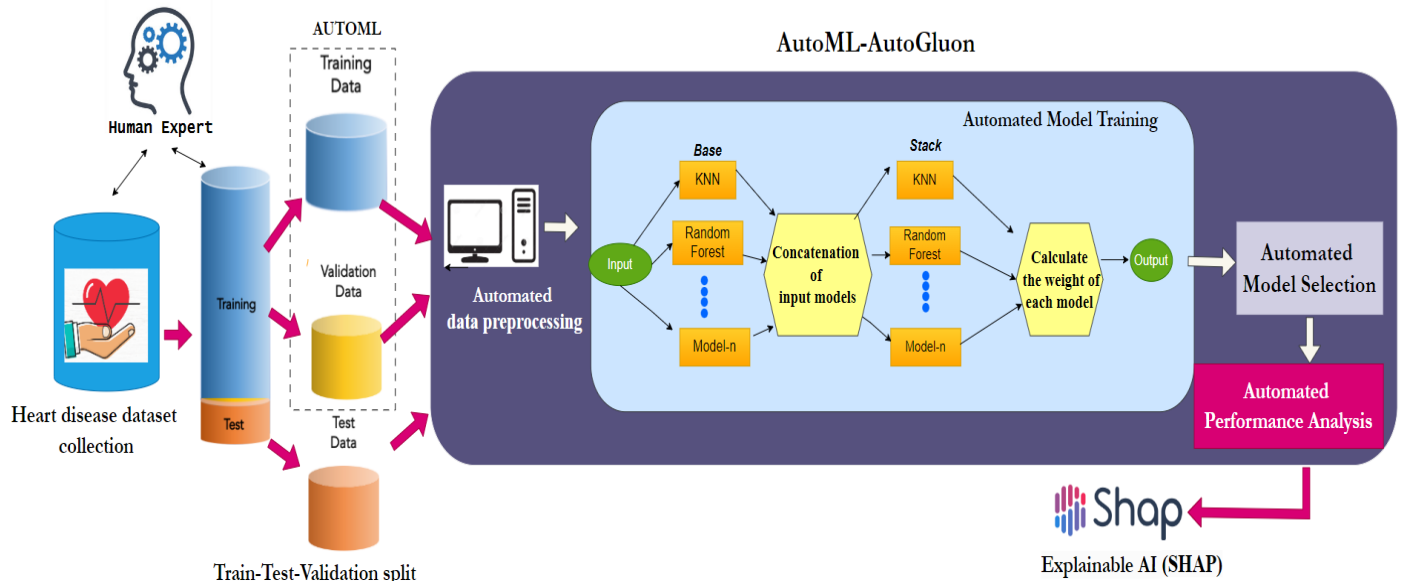 AUTOML
AutoML-AutoGluon
Human Expert
Training
Data
Automated Model Training
Base
Stack
KNN
KNN
Random
Forest
Random
Forest
Input
Concatenation
of
input models
Calculate
the weight of
each model
Output
Automated
Model Selection
Validation
Data
Training
Automated
data preprocessing
Model-n
Model-n
Automated
Performance Analysis
Heart disease dataset
collection
Test
Test
Data
Shap
Explainable AI (SHAP)
Train-Test-Validation split